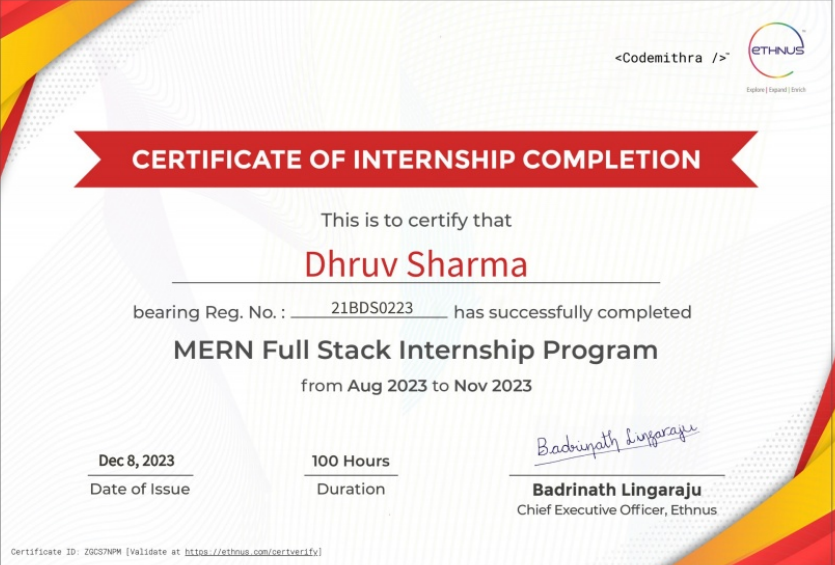 <Codemithra />™
ETHNUS
Explore | Expand | Enrich
CERTIFICATE OF INTERNSHIP COMPLETION
This is to certify that
Dhruv Sharma
bearing Reg. No. : 21BDS0223 has successfully completed
MERN Full Stack Internship Program
from Aug 2023 to Nov 2023
Badrinath Lingaraju
Dec 8, 2023
100 Hours
Date of Issue
Duration
Badrinath Lingaraju
Chief Executive Officer, Ethnus
Certificate ID: ZGCS7NPM [Validate at https://ethnus.com/certverify]